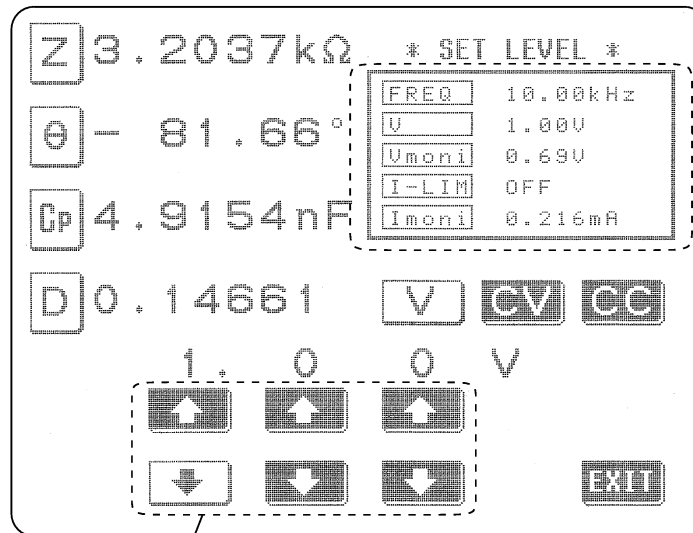 Z 3.2037kΩ
* SET LEVEL *
FREQ 10.00kHz
V 1.00V
Vmoni 0.69V
I-LIM OFF
Imoni 0.216mA
θ - 81.66°
Cp 4.9154nF
D 0.14661
V CV CC
1. 0 0 V
EXIT